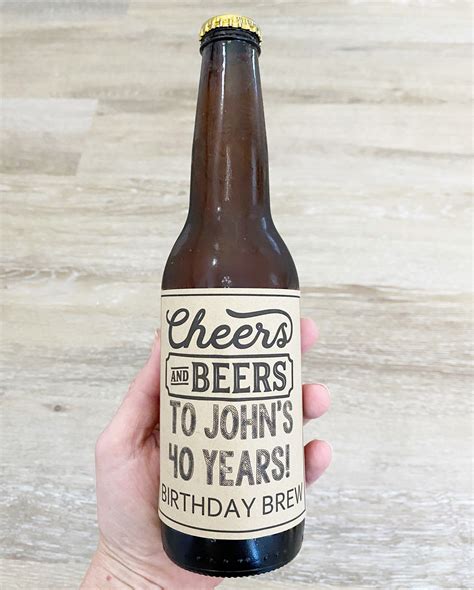 Cheers
AND BEERS
TO JOHN'S
40 YEARS!
BIRTHDAY BREW